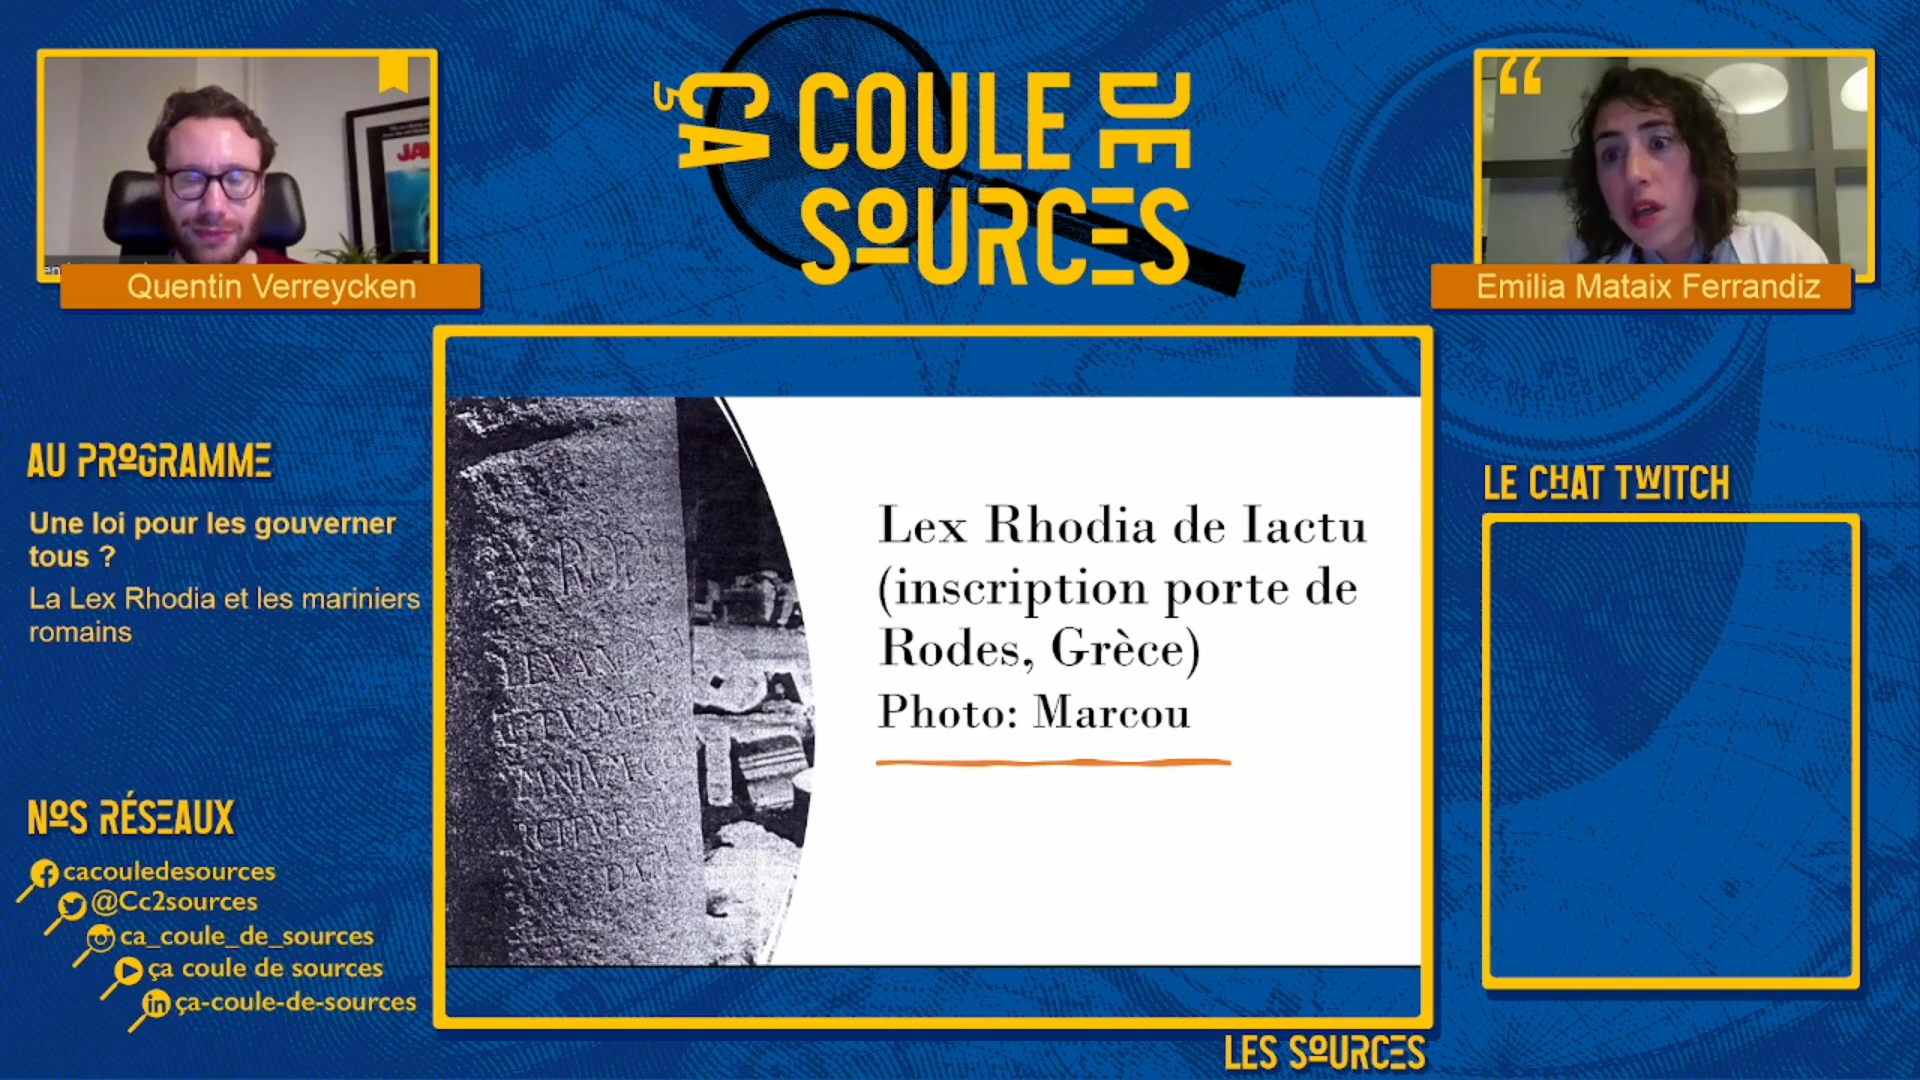 ÇA COULE DE
SOURCES
Quentin Verreycken
Emilia Mataix Ferrandiz
JAW
AU PROGRAMME
Une loi pour les gouverner
tous ?
La Lex Rhodia et les mariniers
romains
NOS RÉSEAUX
cacouledesources
@Cc2sources
ca_coule_de_sources
ça coule de sources
in ça-coule-de-sources
Lex Rhodia de Iactu
(inscription porte de
Rodes, Grèce)
Photo: Marcou
LE CHAT TWITCH
LES SOURCES